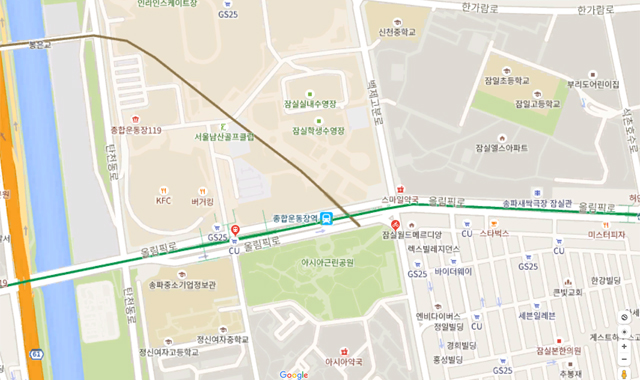 인라인스케이트장
GS25
한가람로
한가람로
신천중학교
봉은교
잠실초등학교
부리도어린이집
잠일고등학교
백제고분로
석촌호수로
잠실실내수영장
잠실학생수영장
종합운동장119
서울남산골프클럽
탄천동로
잠실엘스아파트
KFC
버거킹
스마일약국
송파새싹극장 잠실관
올림픽로
올림픽로
종합운동장역
GS25
CU
올림픽로
올림픽로
잠실월드메르디앙
스타벅스
미스터피자
렉스빌레지던스
아시아근린공원
GS25
바이더웨이
GS25
송파중소기업정보관
탄천동로
한강빌딩
큰빛교회
엔비다이버스
정일빌딩
CU
세븐일레븐
정신여자중학교
정신여자고등학교
경희빌딩
홍성빌딩
잠실본한의원
아시아약국
GS25
추봉재
61
Google